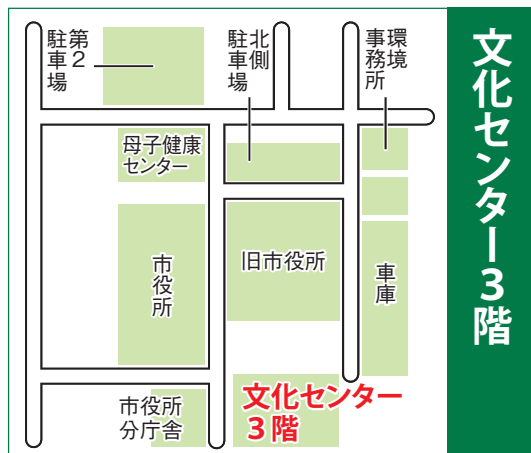 第2
駐車場
北側
駐車場
環境
事務所
母子健康
センター
市役所
旧市役所
車庫
市役所
分庁舎
文化センター
3階
文化センター3階